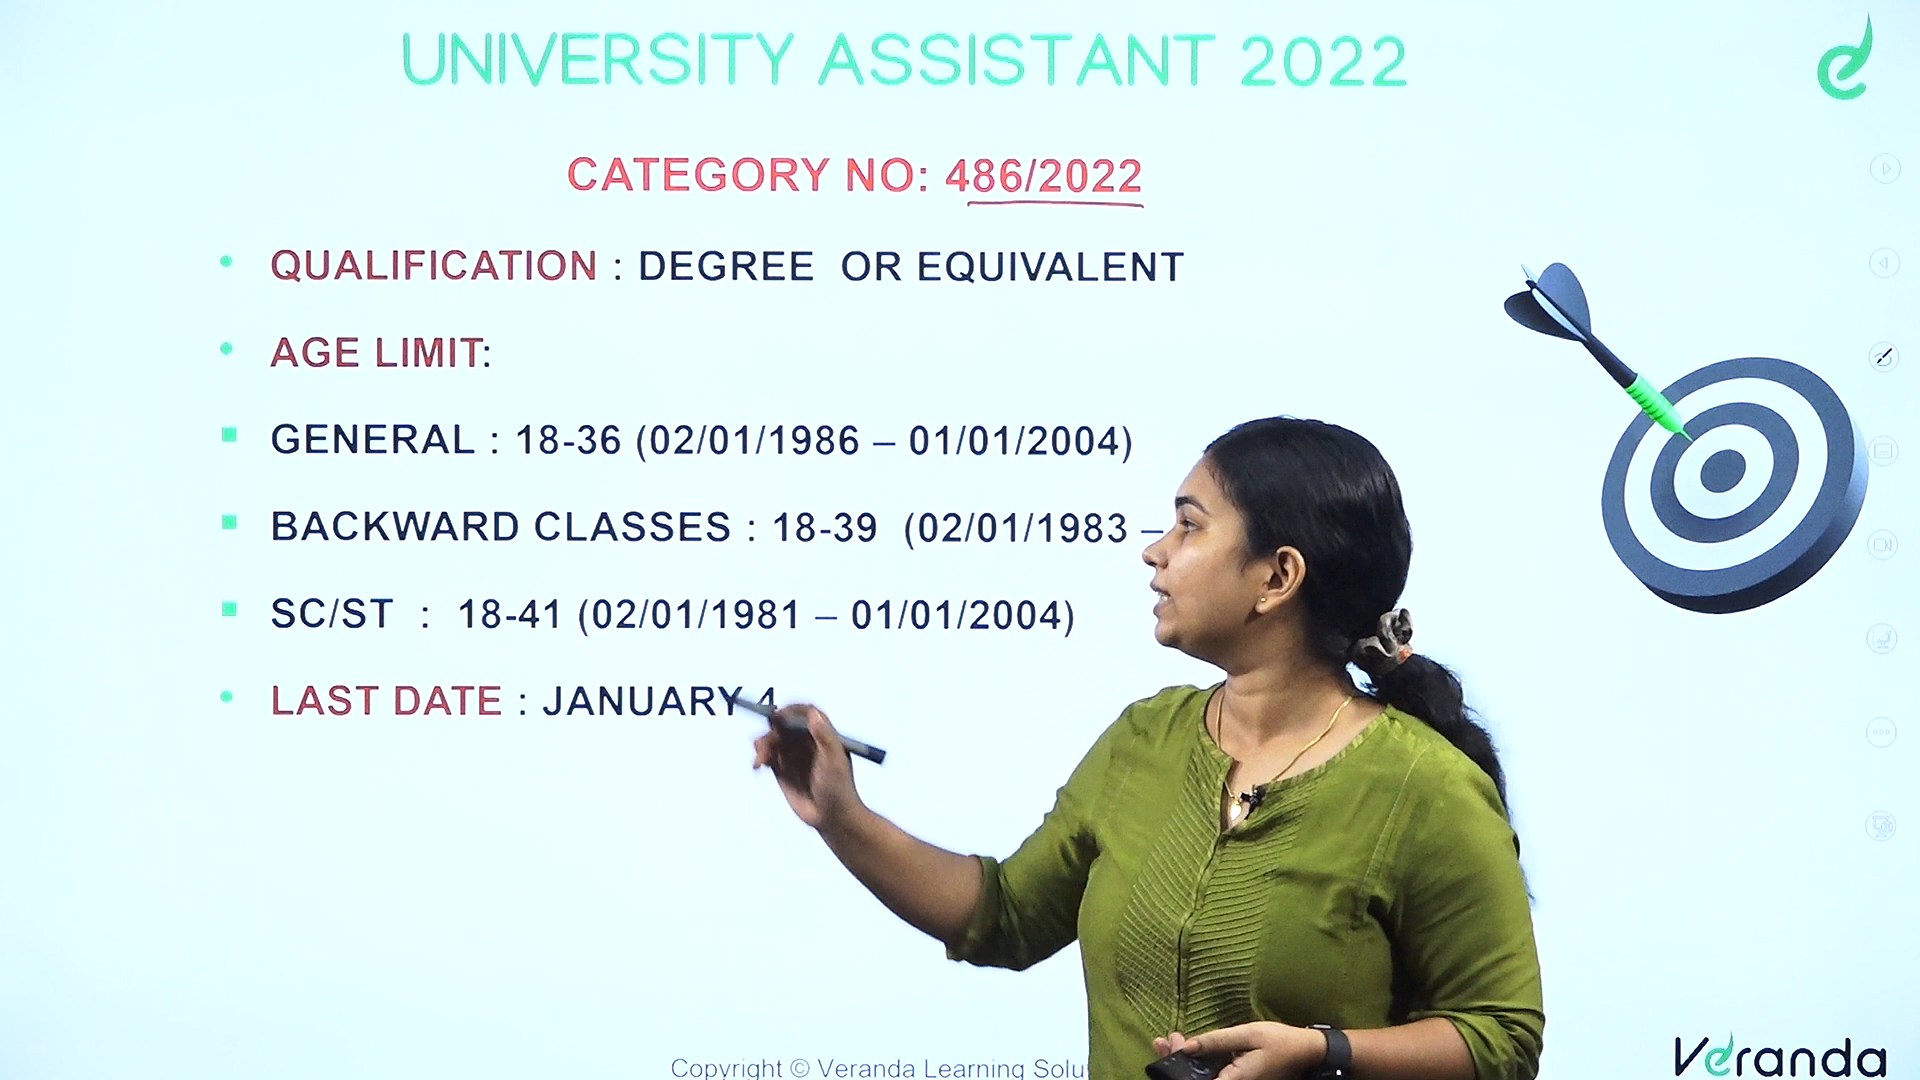 UNIVERSITY ASSISTANT 2022
CATEGORY NO: 486/2022
• QUALIFICATION : DEGREE OR EQUIVALENT
• AGE LIMIT:
▪ GENERAL : 18-36 (02/01/1986 – 01/01/2004)
▪ BACKWARD CLASSES : 18-39 (02/01/1983 –
▪ SC/ST : 18-41 (02/01/1981 – 01/01/2004)
• LAST DATE : JANUARY 4
Copyright © Veranda Learning
Veranda